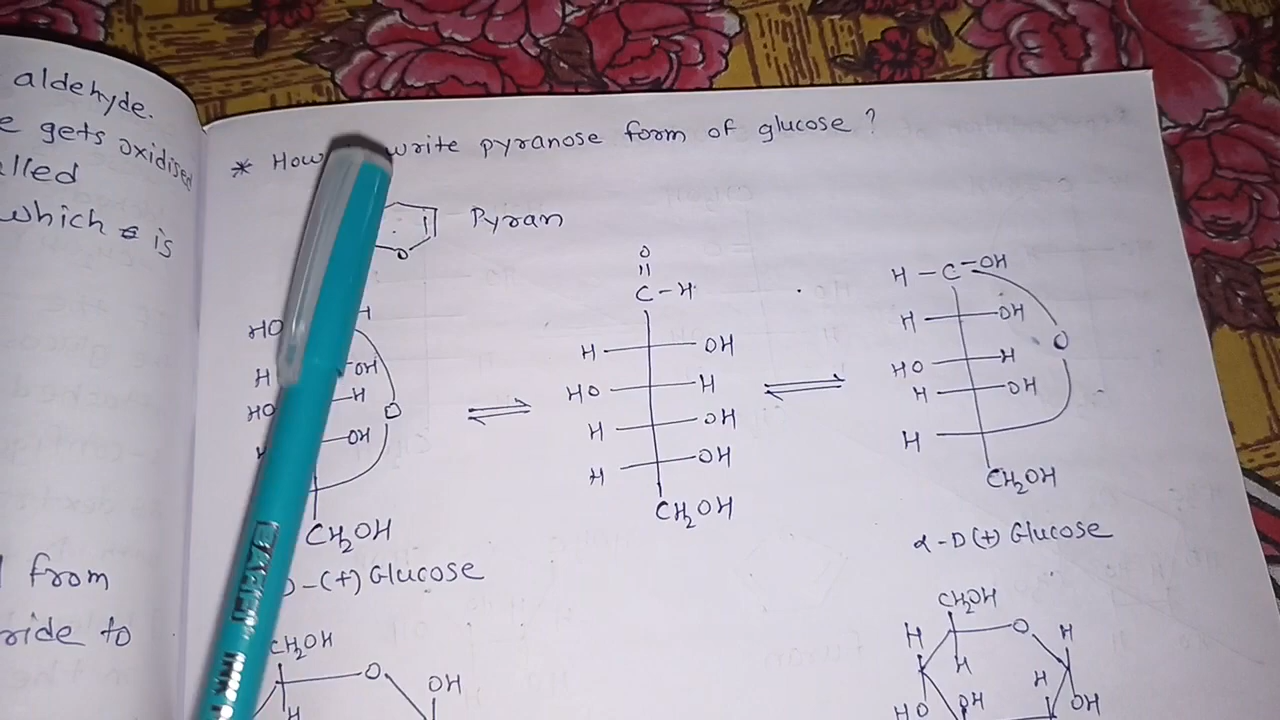 aldehyde.
e gets oxidised
lled
which is
from
ride to
* How write pyranose form of glucose ?
O Pyran
HO H
H OH
HO H
OH
O
CH2OH
-(+) Glucose
O
C-H
H OH
HO H
H OH
H OH
CH2OH
H-C-OH
H OH
HO H
H OH
H
O
CH2OH
α-D(+) Glucose
CH2OH
O
OH
H
CH2OH
H O H
H H
HO OH OH